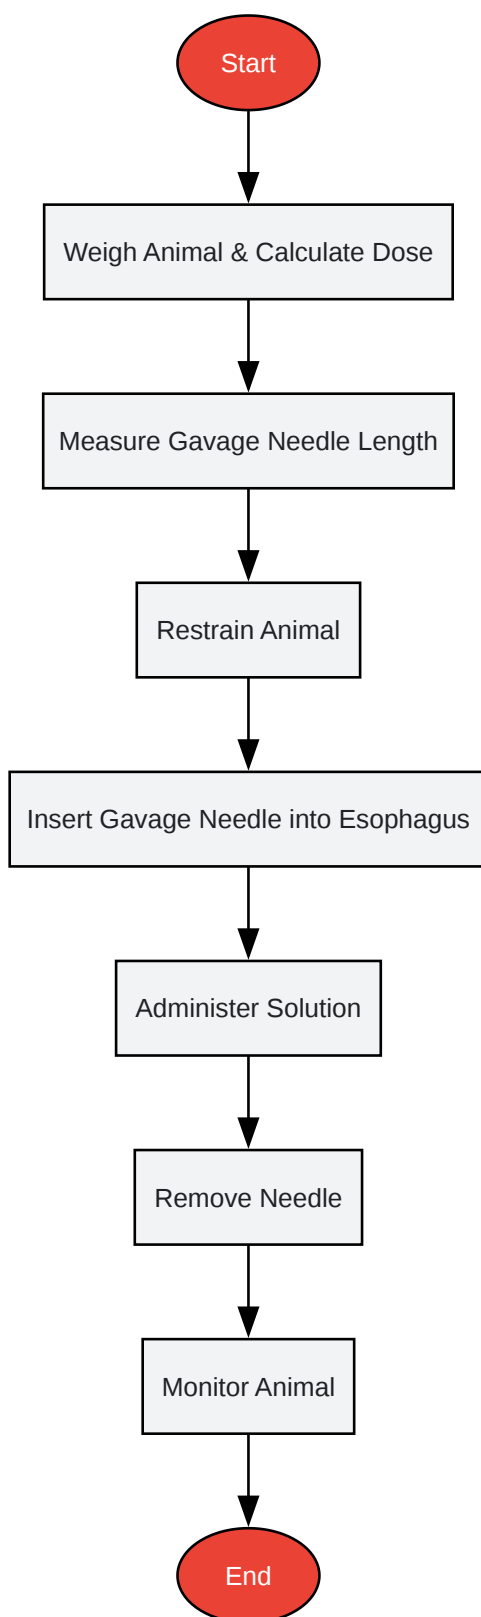 Start
Weigh Animal & Calculate Dose
Measure Gavage Needle Length
Restrain Animal
Insert Gavage Needle into Esophagus
Administer Solution
Remove Needle
Monitor Animal
End